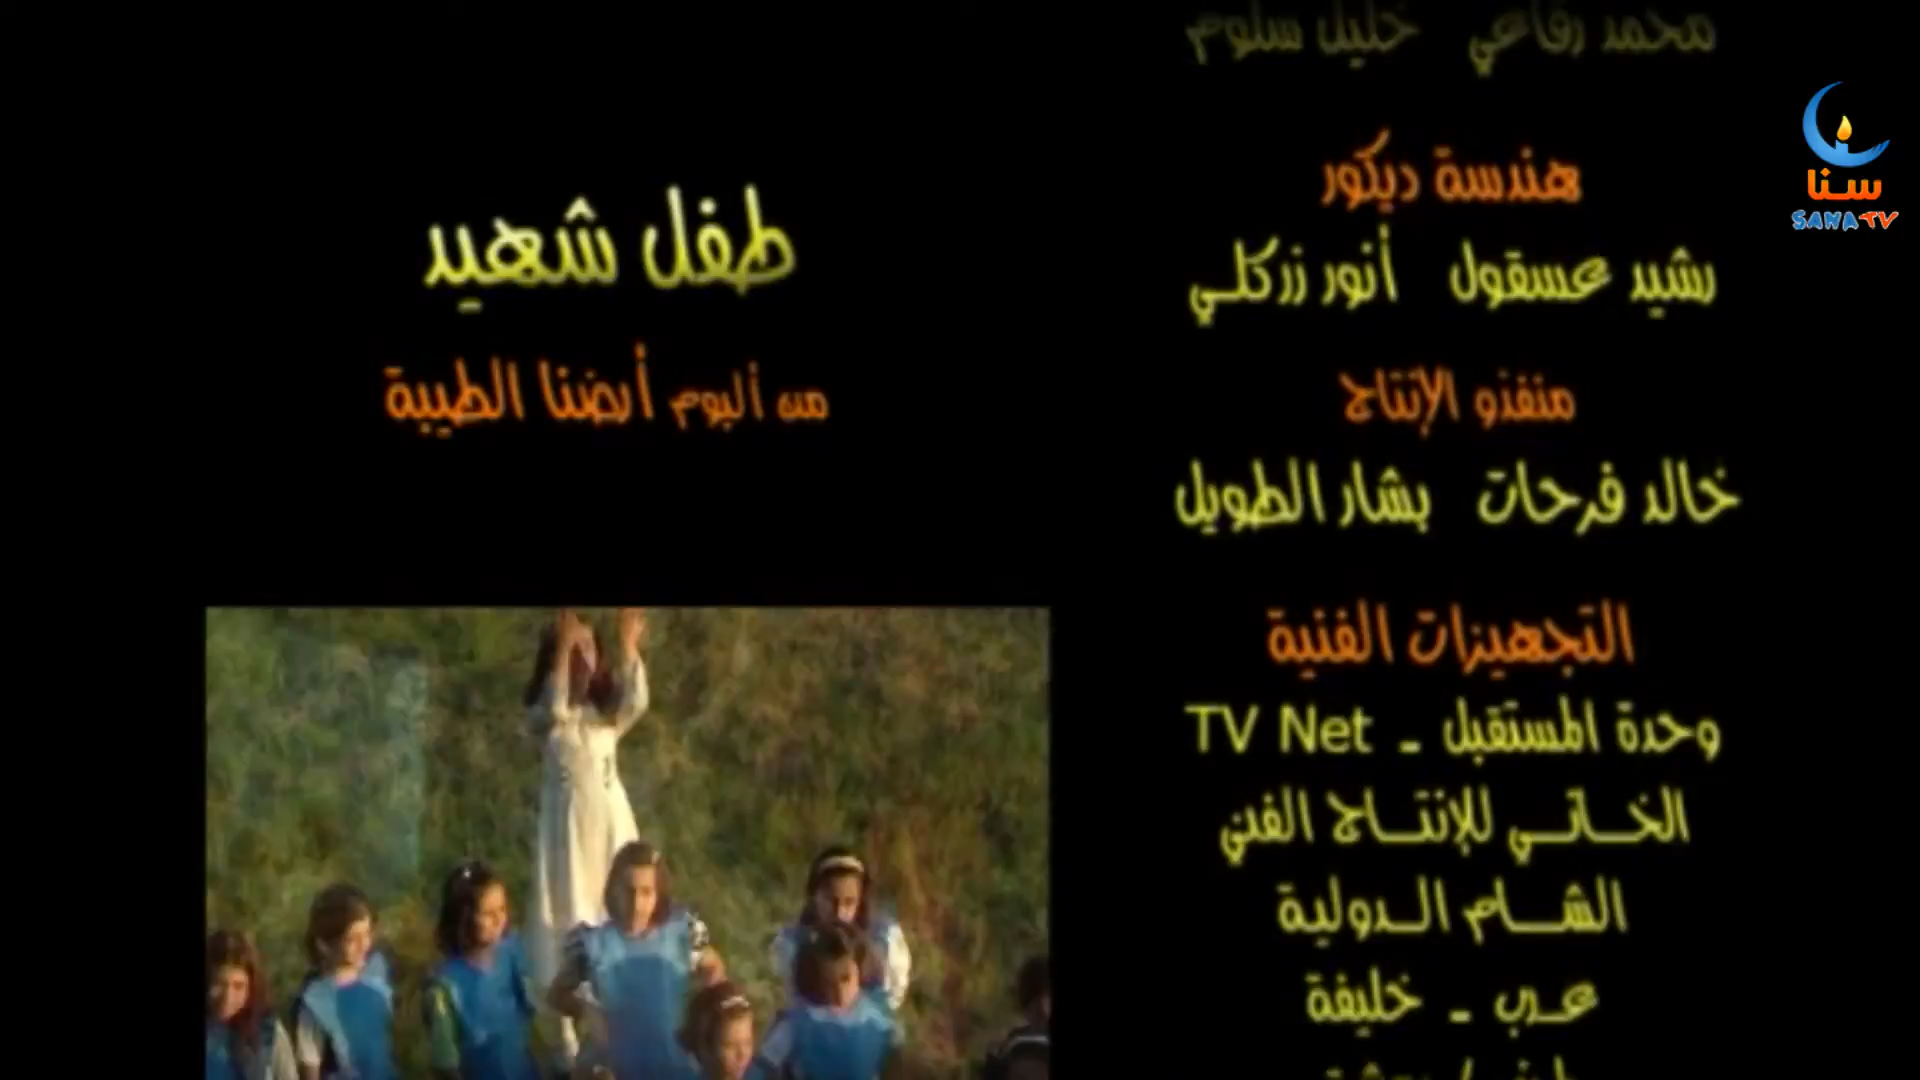 محمد رفاعي خليل سلوم
هندسة ديكور
رشيد عسقول أنور زركلي
منفذو الإنتاج
خالد فرحات بشار الطويل
التجهيزات الفنية
وحدة المستقبل - TV Net
الخاني للإنتاج الفني
الشام الدولية
عرب - خليفة
طفل شهيد
من ألبوم أرضنا الطيبة
سنا
SANA TV